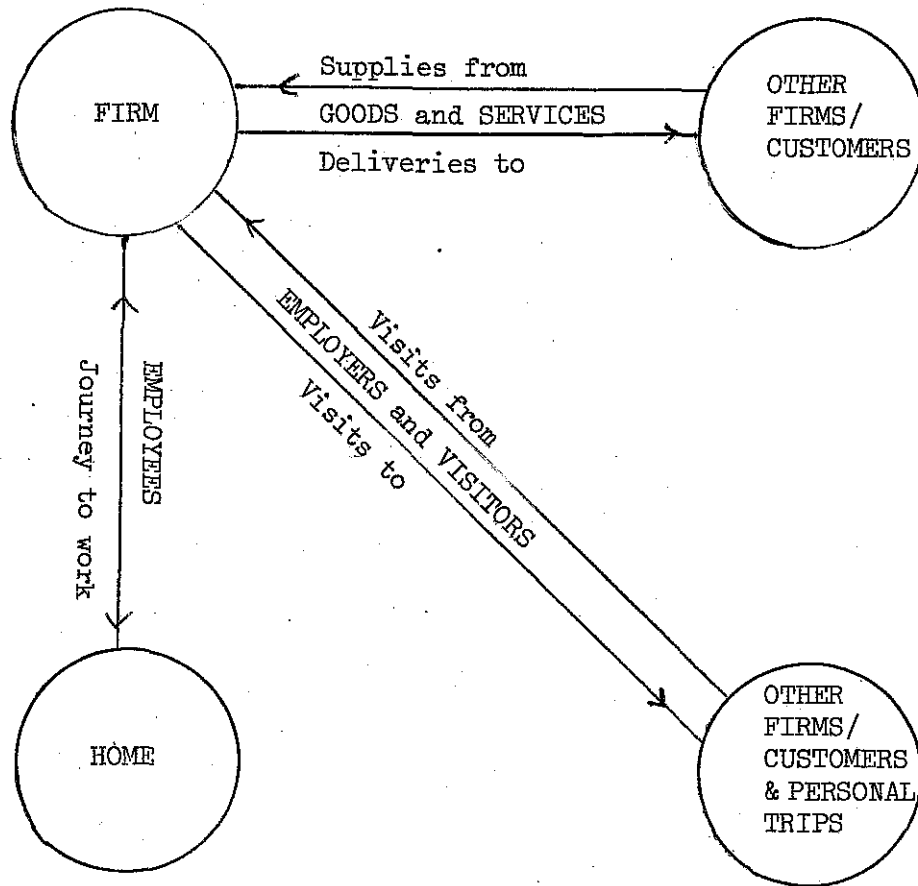 FIRM
Supplies from
GOODS and SERVICES
Deliveries to
OTHER
FIRMS/
CUSTOMERS
Visits from
EMPLOYERS and VISITORS
Visits to
EMPLOYEES
Journey to work
HOME
OTHER
FIRMS/
CUSTOMERS
& PERSONAL
TRIPS